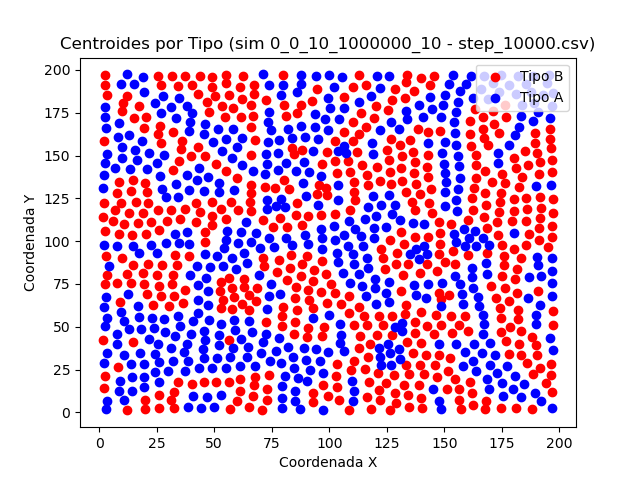 Centroides por Tipo (sim 0_0_10_1000000_10 - step_10000.csv)
Tipo B
Tipo A
Coordenada Y
200
175
150
125
100
75
50
25
0
0 25 50 75 100 125 150 175 200
Coordenada X